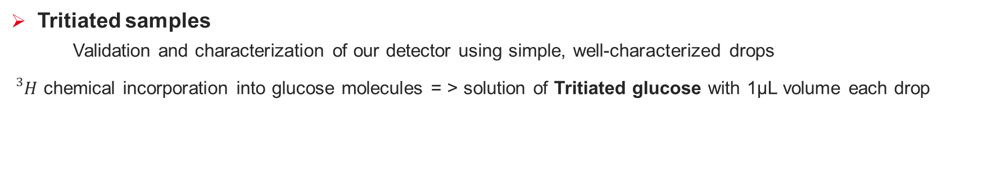 Tritiated samples
Validation and characterization of our detector using simple, well-characterized drops
³H chemical incorporation into glucose molecules = > solution of Tritiated glucose with 1µL volume each drop